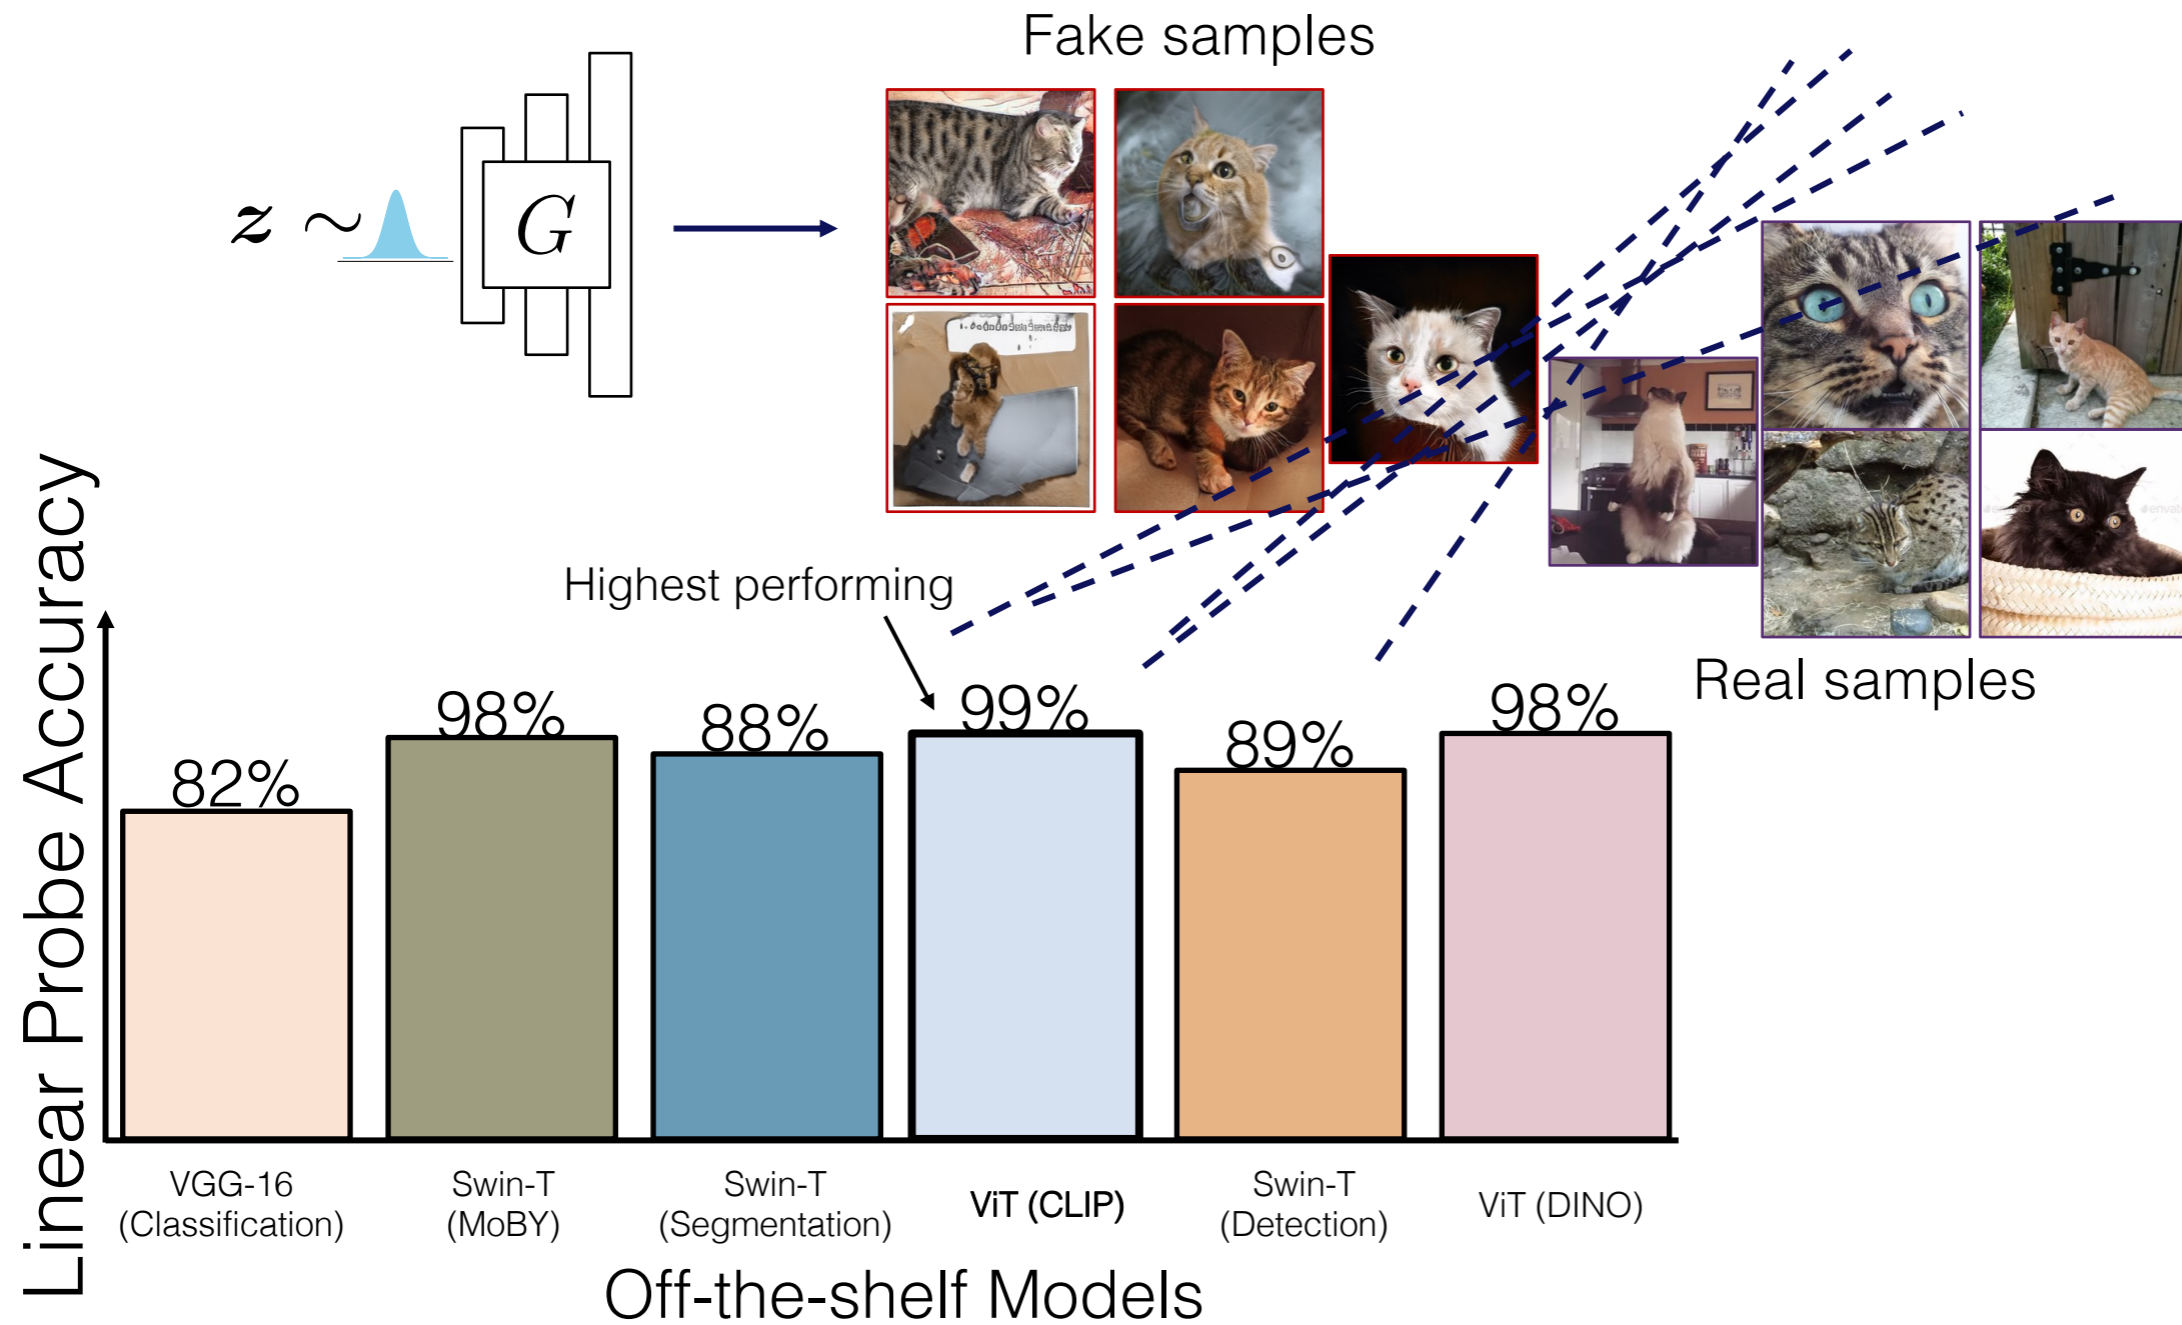 Fake samples
z ~
G
Highest performing
Real samples
Linear Probe Accuracy
82%
98%
88%
99%
89%
98%
VGG-16
(Classification)
Swin-T
(MoBY)
Swin-T
(Segmentation)
ViT (CLIP)
Swin-T
(Detection)
ViT (DINO)
Off-the-shelf Models